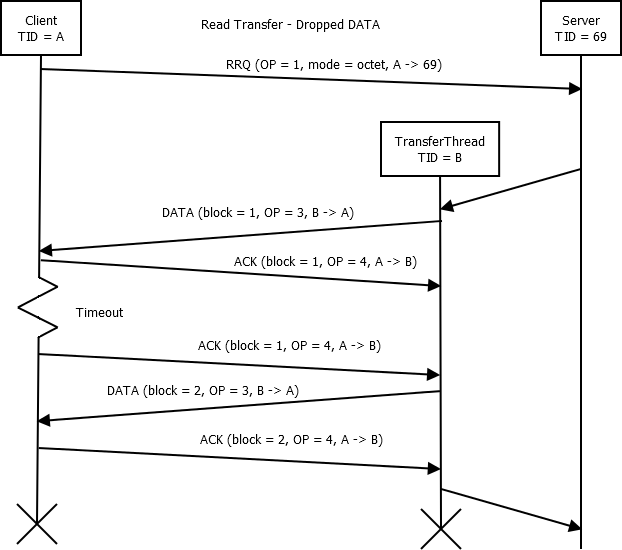 Client
TID = A
Read Transfer - Dropped DATA
Server
TID = 69
RRQ (OP = 1, mode = octet, A -> 69)
TransferThread
TID = B
DATA (block = 1, OP = 3, B -> A)
ACK (block = 1, OP = 4, A -> B)
Timeout
ACK (block = 1, OP = 4, A -> B)
DATA (block = 2, OP = 3, B -> A)
ACK (block = 2, OP = 4, A -> B)